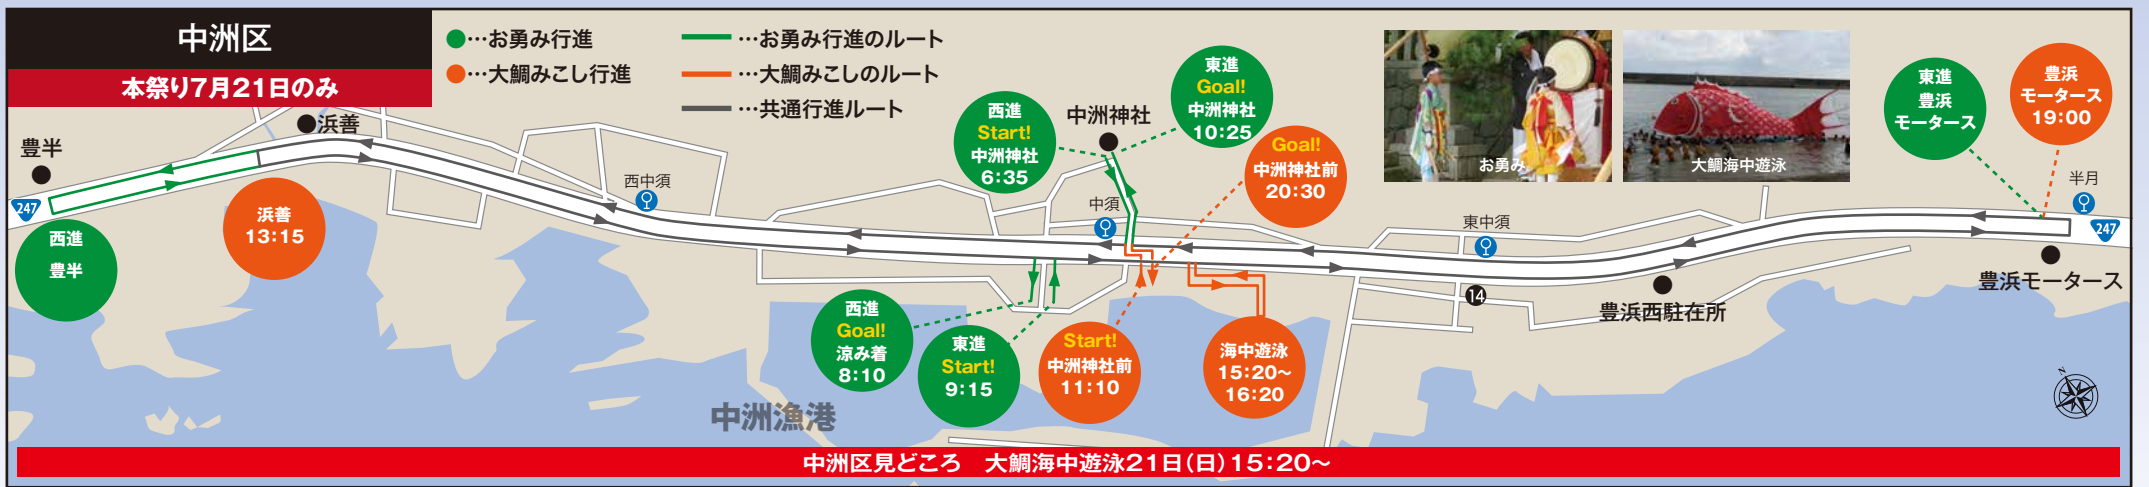 中洲区
本祭り7月21日のみ
●…お勇み行進
●…大鯛みこし行進
…お勇み行進のルート
…大鯛みこしのルート
…共通行進ルート
豊半
247
西進
豊半
浜善
浜善
13:15
西中須
西進
Start!
中洲神社
6:35
中洲神社
東進
Goal!
中洲神社
10:25
Goal!
中洲神社前
20:30
中須
お勇み
大鯛海中遊泳
東進
豊浜
モータース
豊浜
モータース
19:00
半月
247
豊浜モータース
東中須
14
豊浜西駐在所
西進
Goal!
涼み着
8:10
東進
Start!
9:15
Start!
中洲神社前
11:10
海中遊泳
15:20～
16:20
中洲漁港
N
中洲区見どころ　大鯛海中遊泳21日(日)15:20～